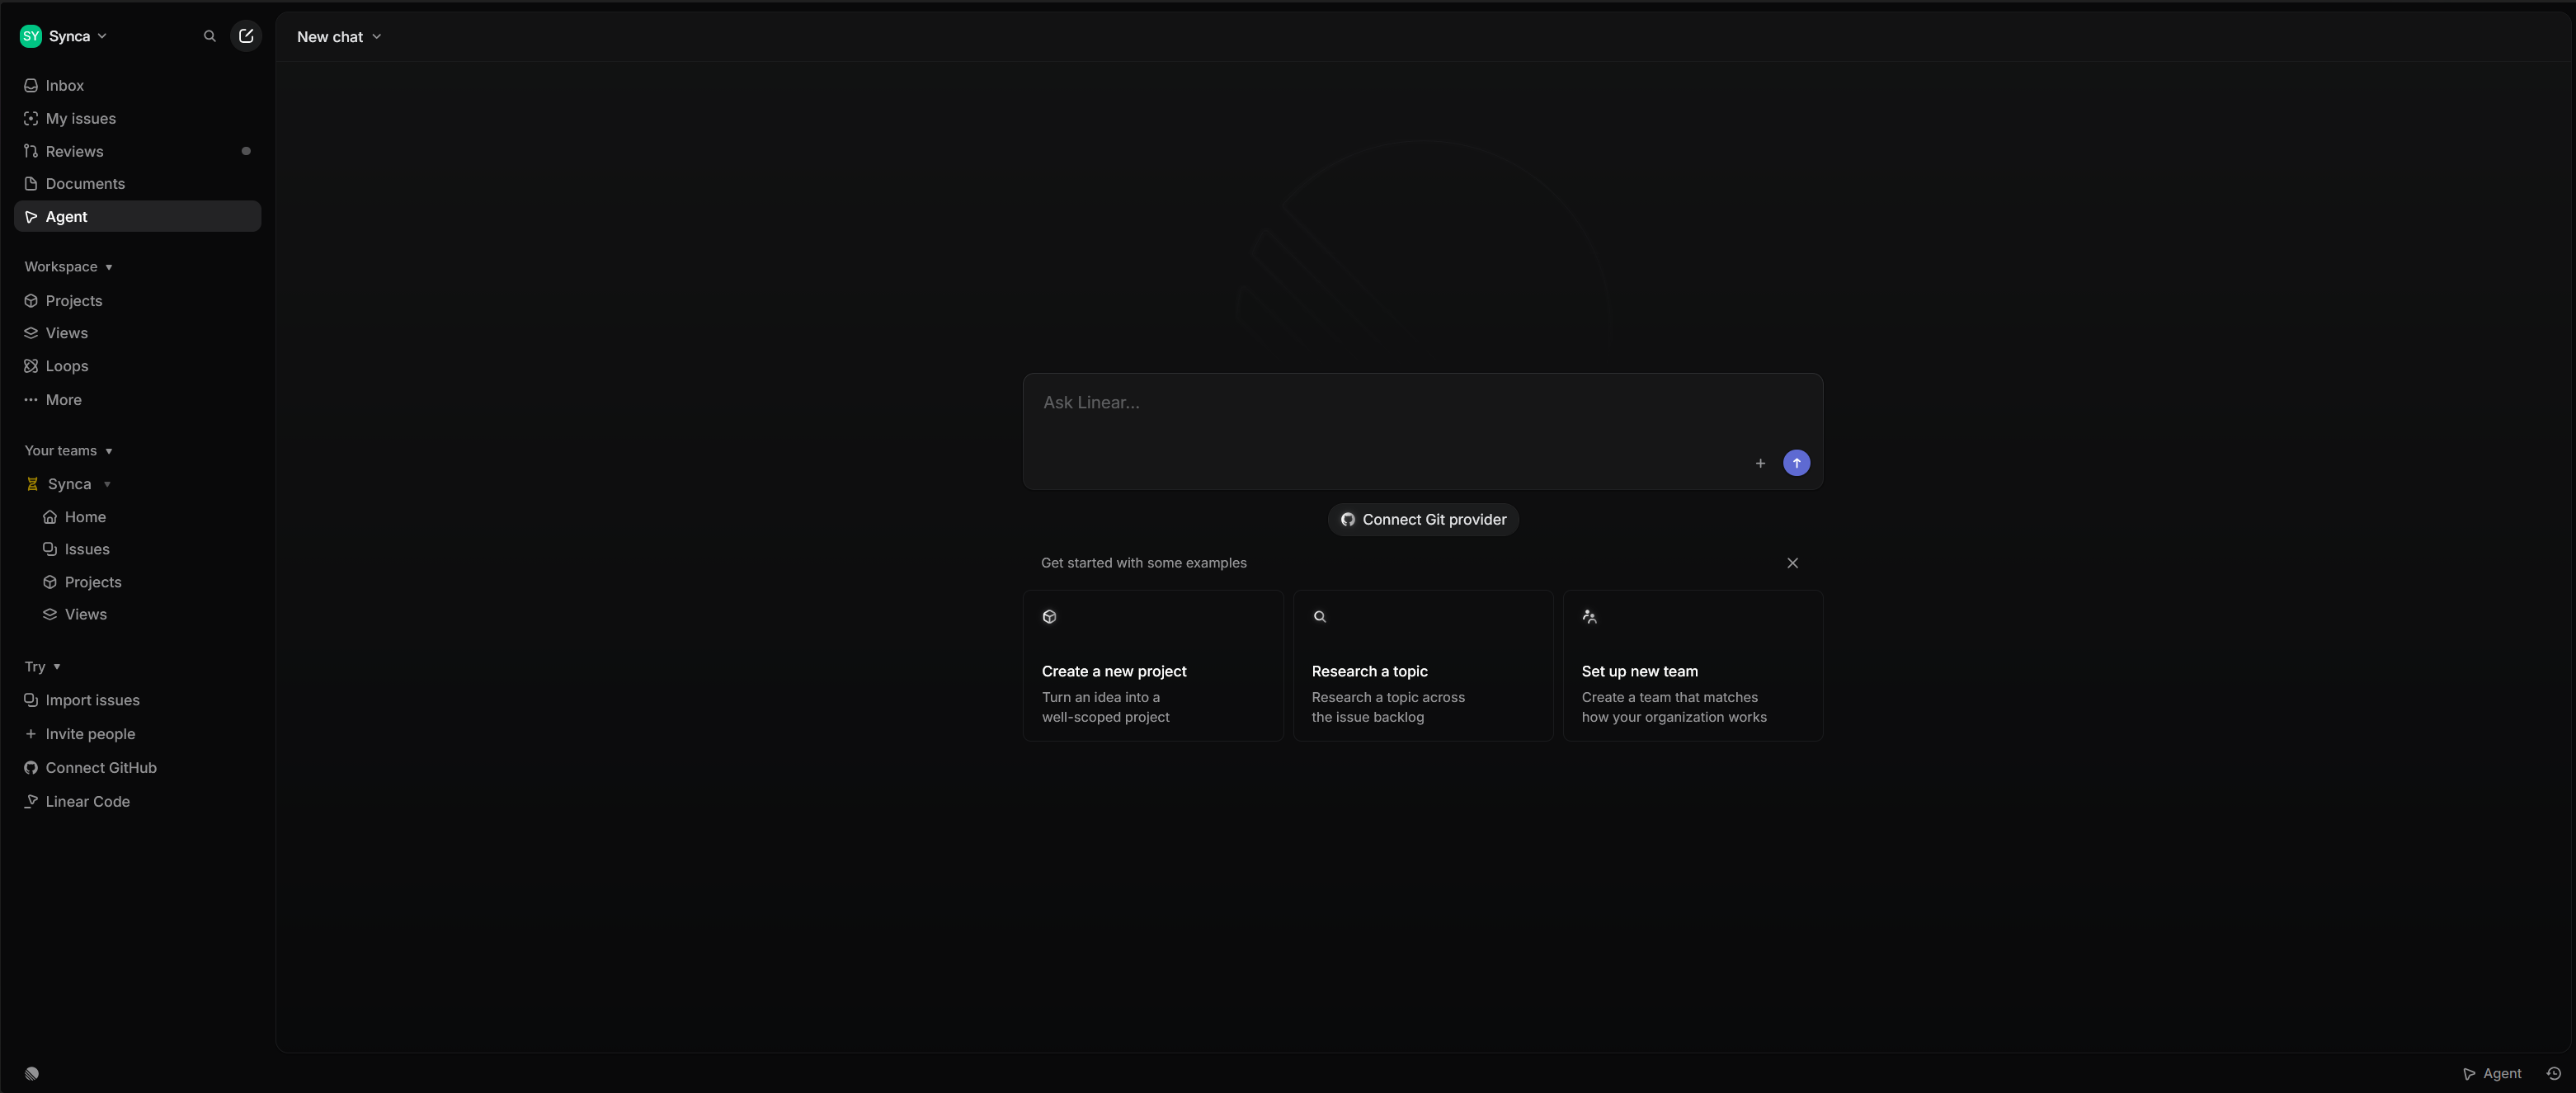 SY Synca
Inbox
My issues
Reviews
Documents
Agent
Workspace
Projects
Views
Loops
More
Your teams
Synca
Home
Issues
Projects
Views
Try
Import issues
Invite people
Connect GitHub
Linear Code
New chat
Ask Linear...
Connect Git provider
Get started with some examples
Create a new project
Turn an idea into a
well-scoped project
Research a topic
Research a topic across
the issue backlog
Set up new team
Create a team that matches
how your organization works
Agent